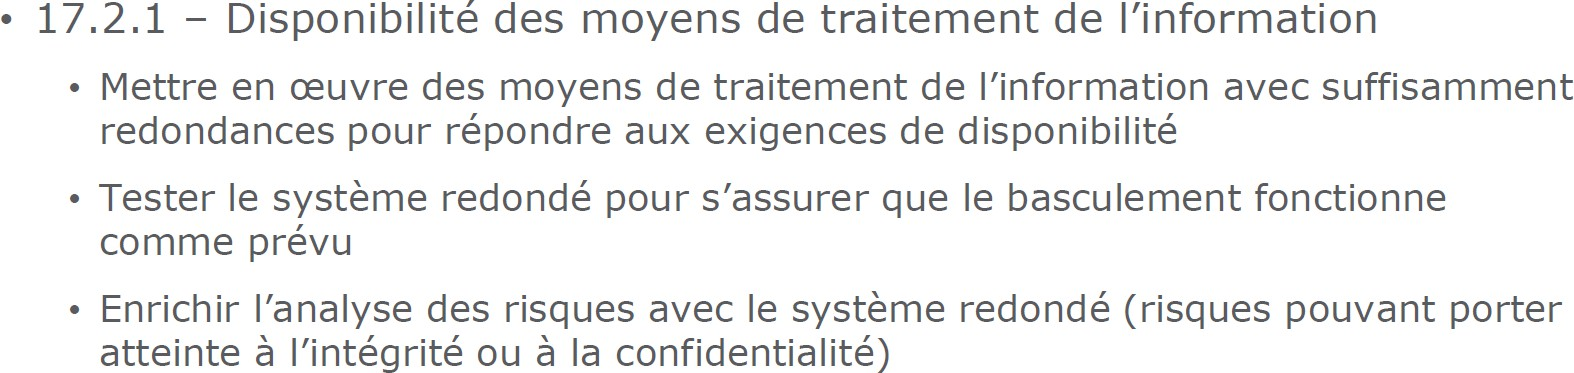 • 17.2.1 – Disponibilité des moyens de traitement de l’information
• Mettre en œuvre des moyens de traitement de l’information avec suffisamment
redondances pour répondre aux exigences de disponibilité
• Tester le système redondé pour s’assurer que le basculement fonctionne
comme prévu
• Enrichir l’analyse des risques avec le système redondé (risques pouvant porter
atteinte à l’intégrité ou à la confidentialité)